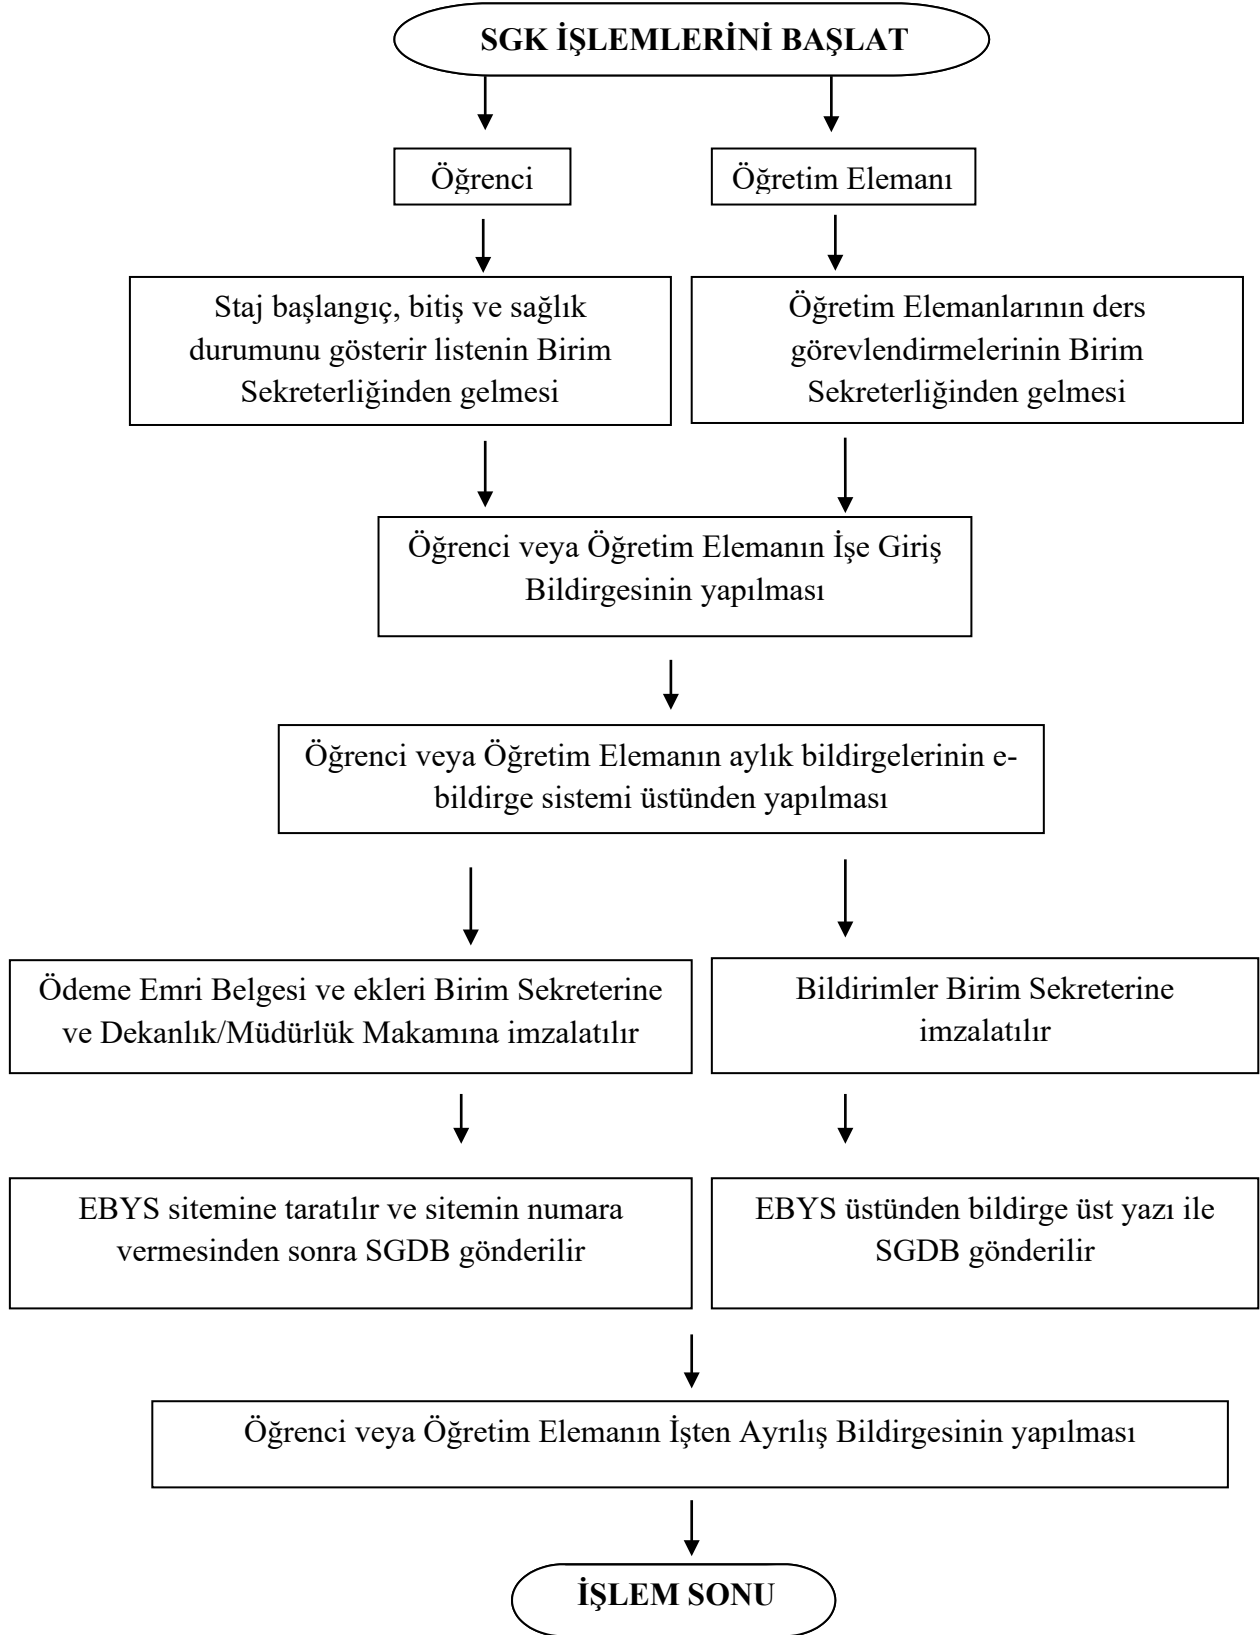 SGK İŞLEMLERİNİ BAŞLAT
Öğrenci
Öğretim Elemanı
Staj başlangıç, bitiş ve sağlık
durumunu gösterir listenin Birim
Sekreterliğinden gelmesi
Öğretim Elemanlarının ders
görevlendirmelerinin Birim
Sekreterliğinden gelmesi
Öğrenci veya Öğretim Elemanın İşe Giriş
Bildirgesinin yapılması
Öğrenci veya Öğretim Elemanın aylık bildirgelerinin e-
bildirge sistemi üstünden yapılması
Ödeme Emri Belgesi ve ekleri Birim Sekreterine
ve Dekanlık/Müdürlük Makamına imzalatılır
Bildirimler Birim Sekreterine
imzalatılır
EBYS sitemine taratılır ve sitemin numara
vermesinden sonra SGDB gönderilir
EBYS üstünden bildirge üst yazı ile
SGDB gönderilir
Öğrenci veya Öğretim Elemanın İşten Ayrılış Bildirgesinin yapılması
İŞLEM SONU